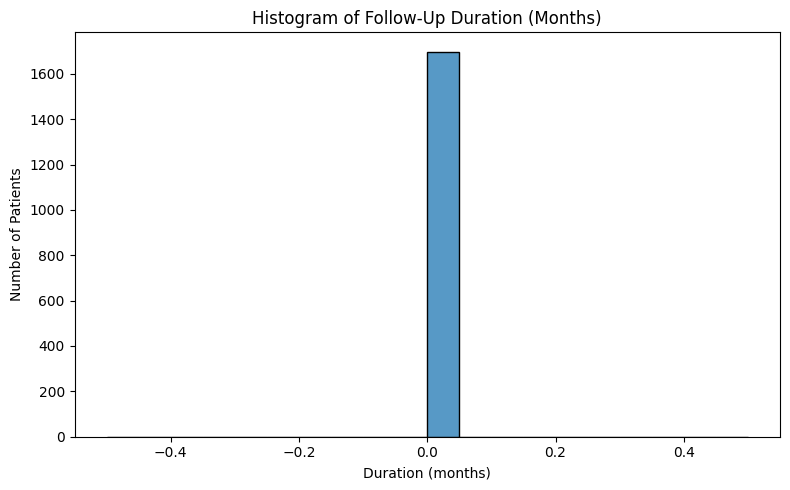 Histogram of Follow-Up Duration (Months)
1600
1400
1200
1000
800
600
400
200
0
Number of Patients
−0.4 −0.2 0.0 0.2 0.4
Duration (months)